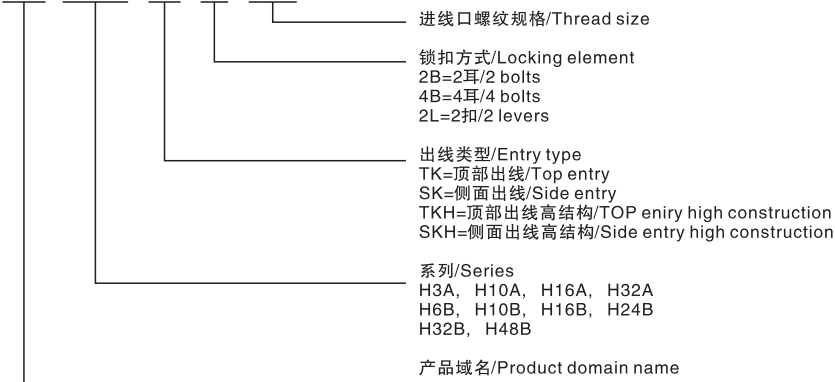 进线口螺纹规格/Thread size
锁扣方式/Locking element
2B=2耳/2 bolts
4B=4耳/4 bolts
2L=2扣/2 levers
出线类型/Entry type
TK=顶部出线/Top entry
SK=侧面出线/Side entry
TKH=顶部出线高结构/TOP eniry high construction
SKH=侧面出线高结构/Side entry high construction
系列/Series
H3A， H10A， H16A， H32A
H6B， H10B， H16B， H24B
H32B， H48B
产品域名/Product domain name